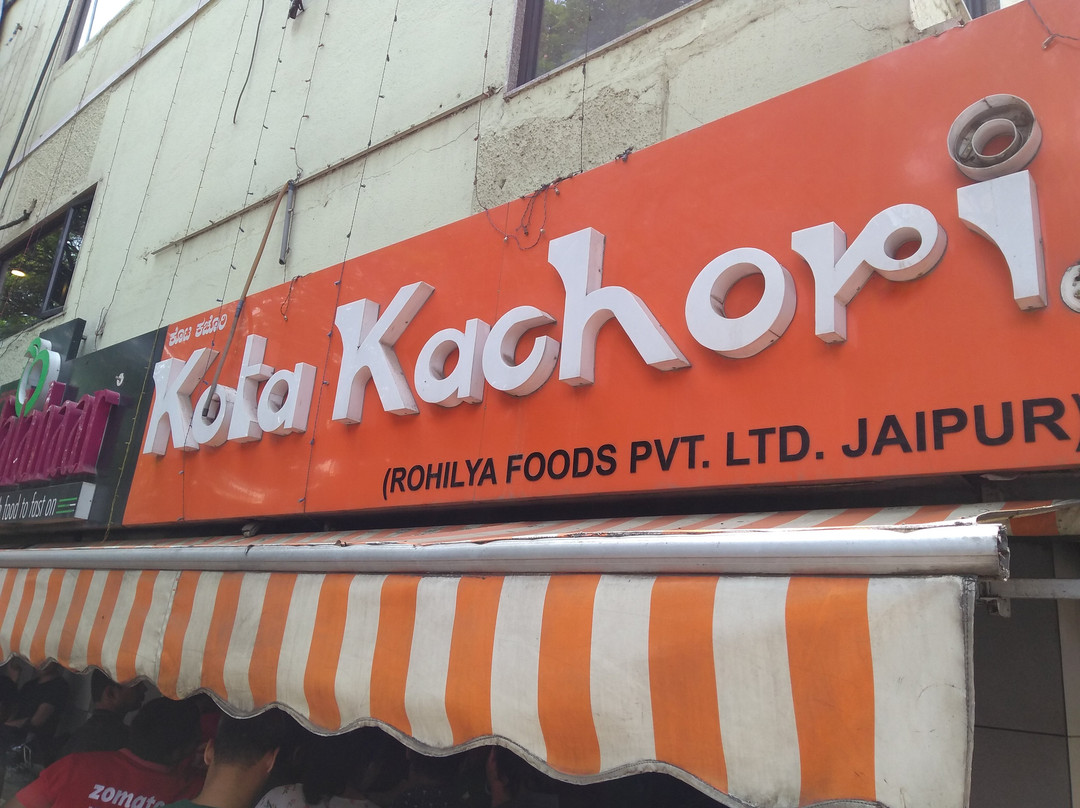 ಕೋಟ ಕಚೋರಿ
Kota Kachori
(ROHILYA FOODS PVT. LTD. JAIPUR)
food to fast on
zomato